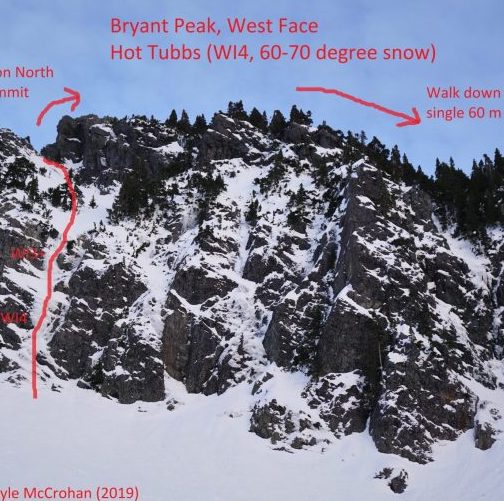 Bryant Peak, West Face
Hot Tubbs (WI4, 60-70 degree snow)
on North
mmit
Walk down
single 60 m
WI4
yle McCrohan (2019)